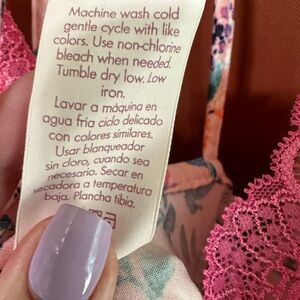 Machine wash cold
gentle cycle with like
colors. Use non-chlorine
bleach when needed.
Tumble dry low. Low
iron.
Lavar a máquina en
agua fría ciclo delicado
con colores similares.
Usar blanqueador
sin cloro, cuando sea
necesario. Secar en
secadora a temperatura
baja. Plancha tibia.